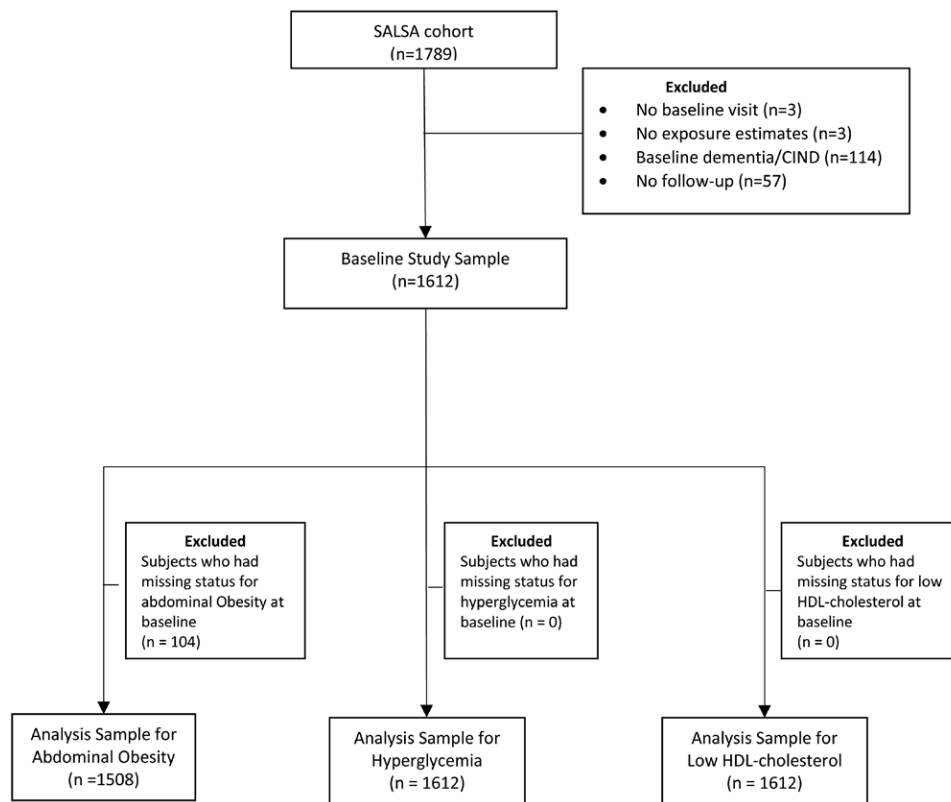 SALSA cohort
(n=1789)
Excluded
• No baseline visit (n=3)
• No exposure estimates (n=3)
• Baseline dementia/CIND (n=114)
• No follow-up (n=57)
Baseline Study Sample
(n=1612)
Excluded
Subjects who had
missing status for
abdominal Obesity at
baseline
(n = 104)
Excluded
Subjects who had
missing status for
hyperglycemia at
baseline (n = 0)
Excluded
Subjects who had
missing status for low
HDL-cholesterol at
baseline
(n = 0)
Analysis Sample for
Abdominal Obesity
(n =1508)
Analysis Sample for
Hyperglycemia
(n = 1612)
Analysis Sample for
Low HDL-cholesterol
(n = 1612)